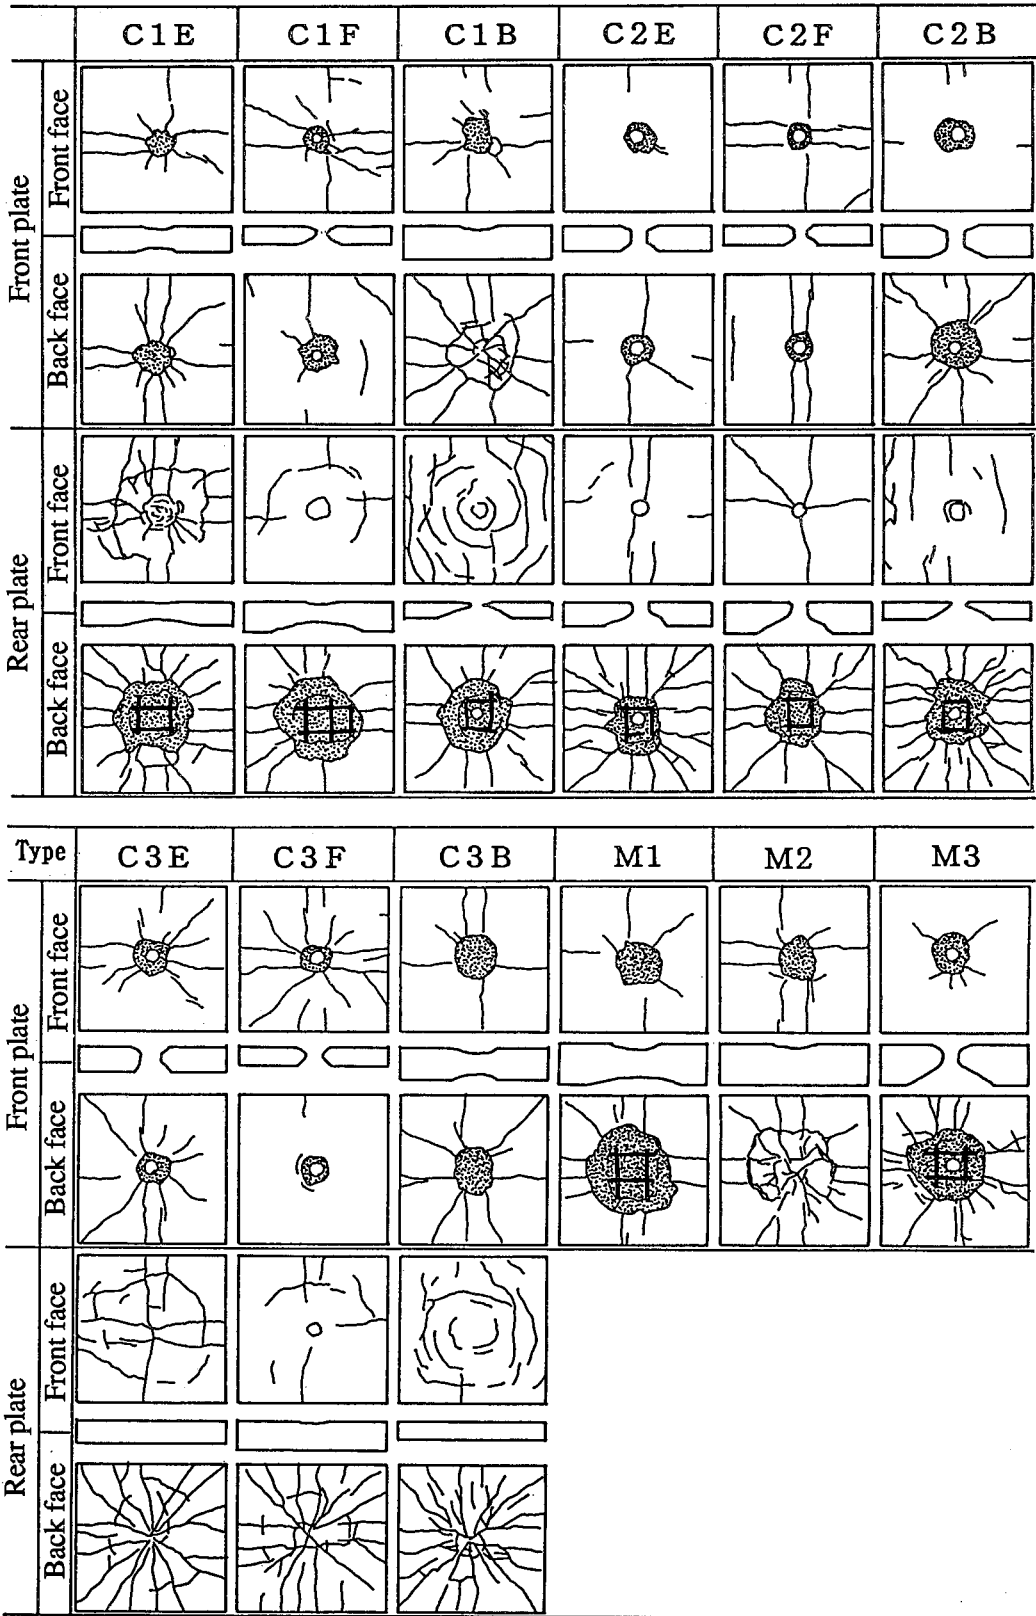 C1E C1F C1B C2E C2F C2B
Front plate
Front face
Back face
Rear plate
Front face
Back face
Type C3E C3F C3B M1 M2 M3
Front plate
Front face
Back face
Rear plate
Front face
Back face